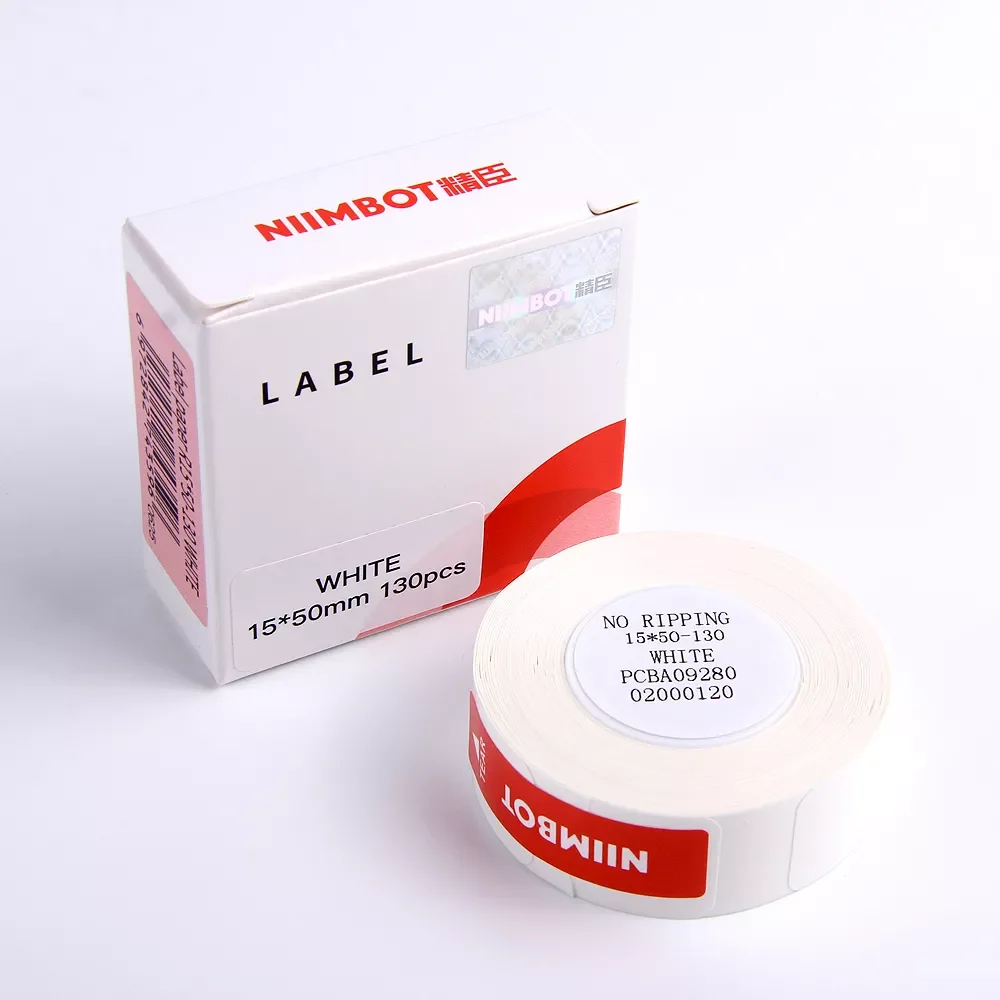 NIIMBOT精臣
NIIMBOT精臣
LABEL
WHITE
15*50mm 130pcs
NO RIPPING
15*50-130
WHITE
PCBA09280
02000120
TEAR
NIIMBOT